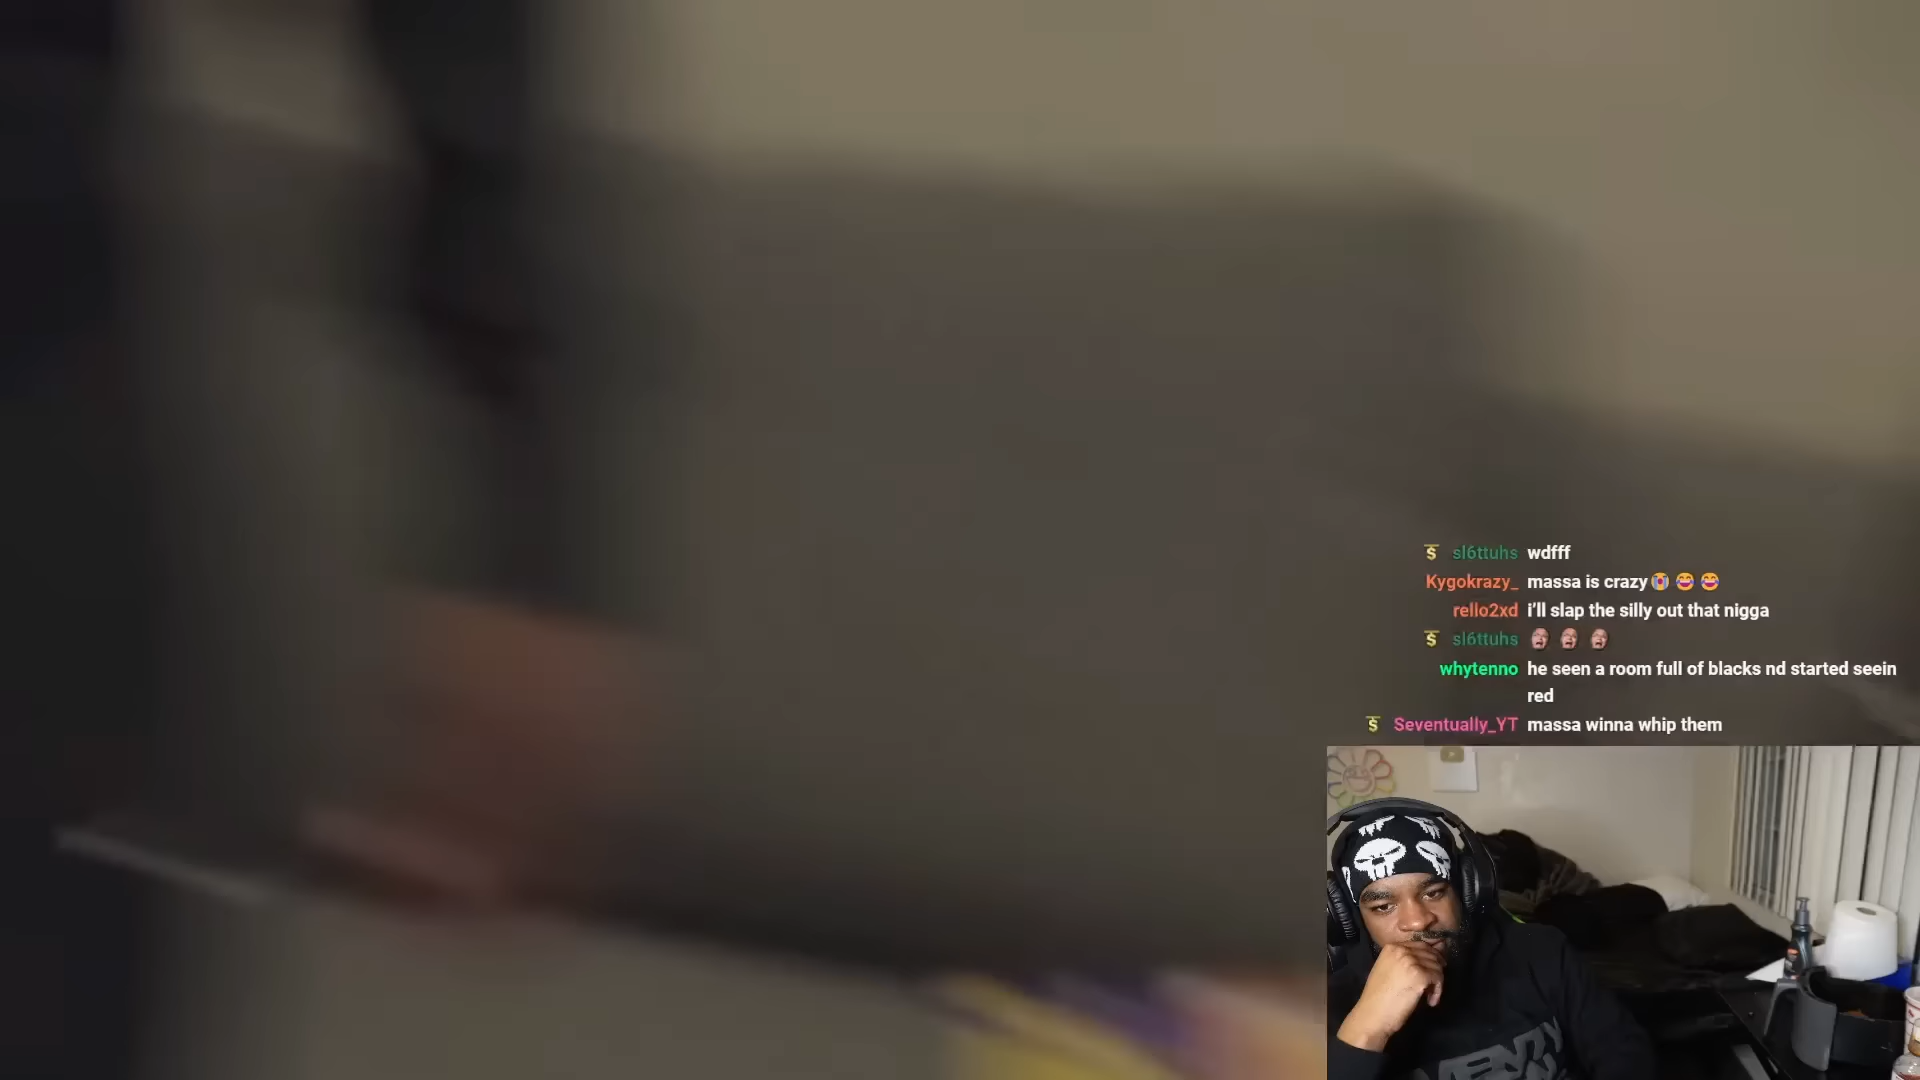 sl6ttuhs wdfff
Kygokrazy_ massa is crazy😭😂😂
rello2xd i'll slap the silly out that nigga
sl6ttuhs
whytenno he seen a room full of blacks nd started seein
red
Seventually_YT massa winna whip them